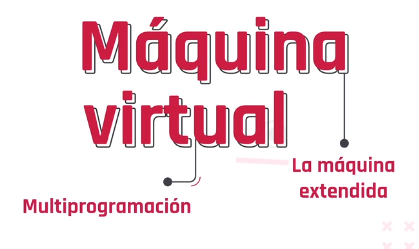 Máquina
virtual
La máquina
extendida
Multiprogramación